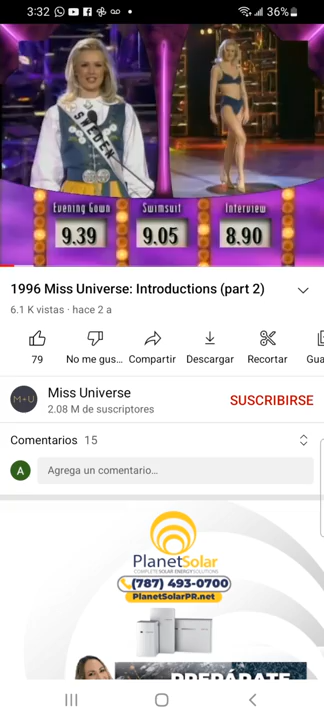 3:32
36%
SUEDEN
Evening Gown
Swimsuit
Interview
9.39
9.05
8.90
1996 Miss Universe: Introductions (part 2)
6.1 K vistas · hace 2 a
79
No me gus...
Compartir
Descargar
Recortar
Gua
M+U
Miss Universe
2.08 M de suscriptores
SUSCRIBIRSE
Comentarios 15
A
Agrega un comentario...
PlanetSolar
COMPLETE SOLAR ENERGY SOLUTIONS
(787) 493-0700
PlanetSolarPR.net
PREPÁRATE